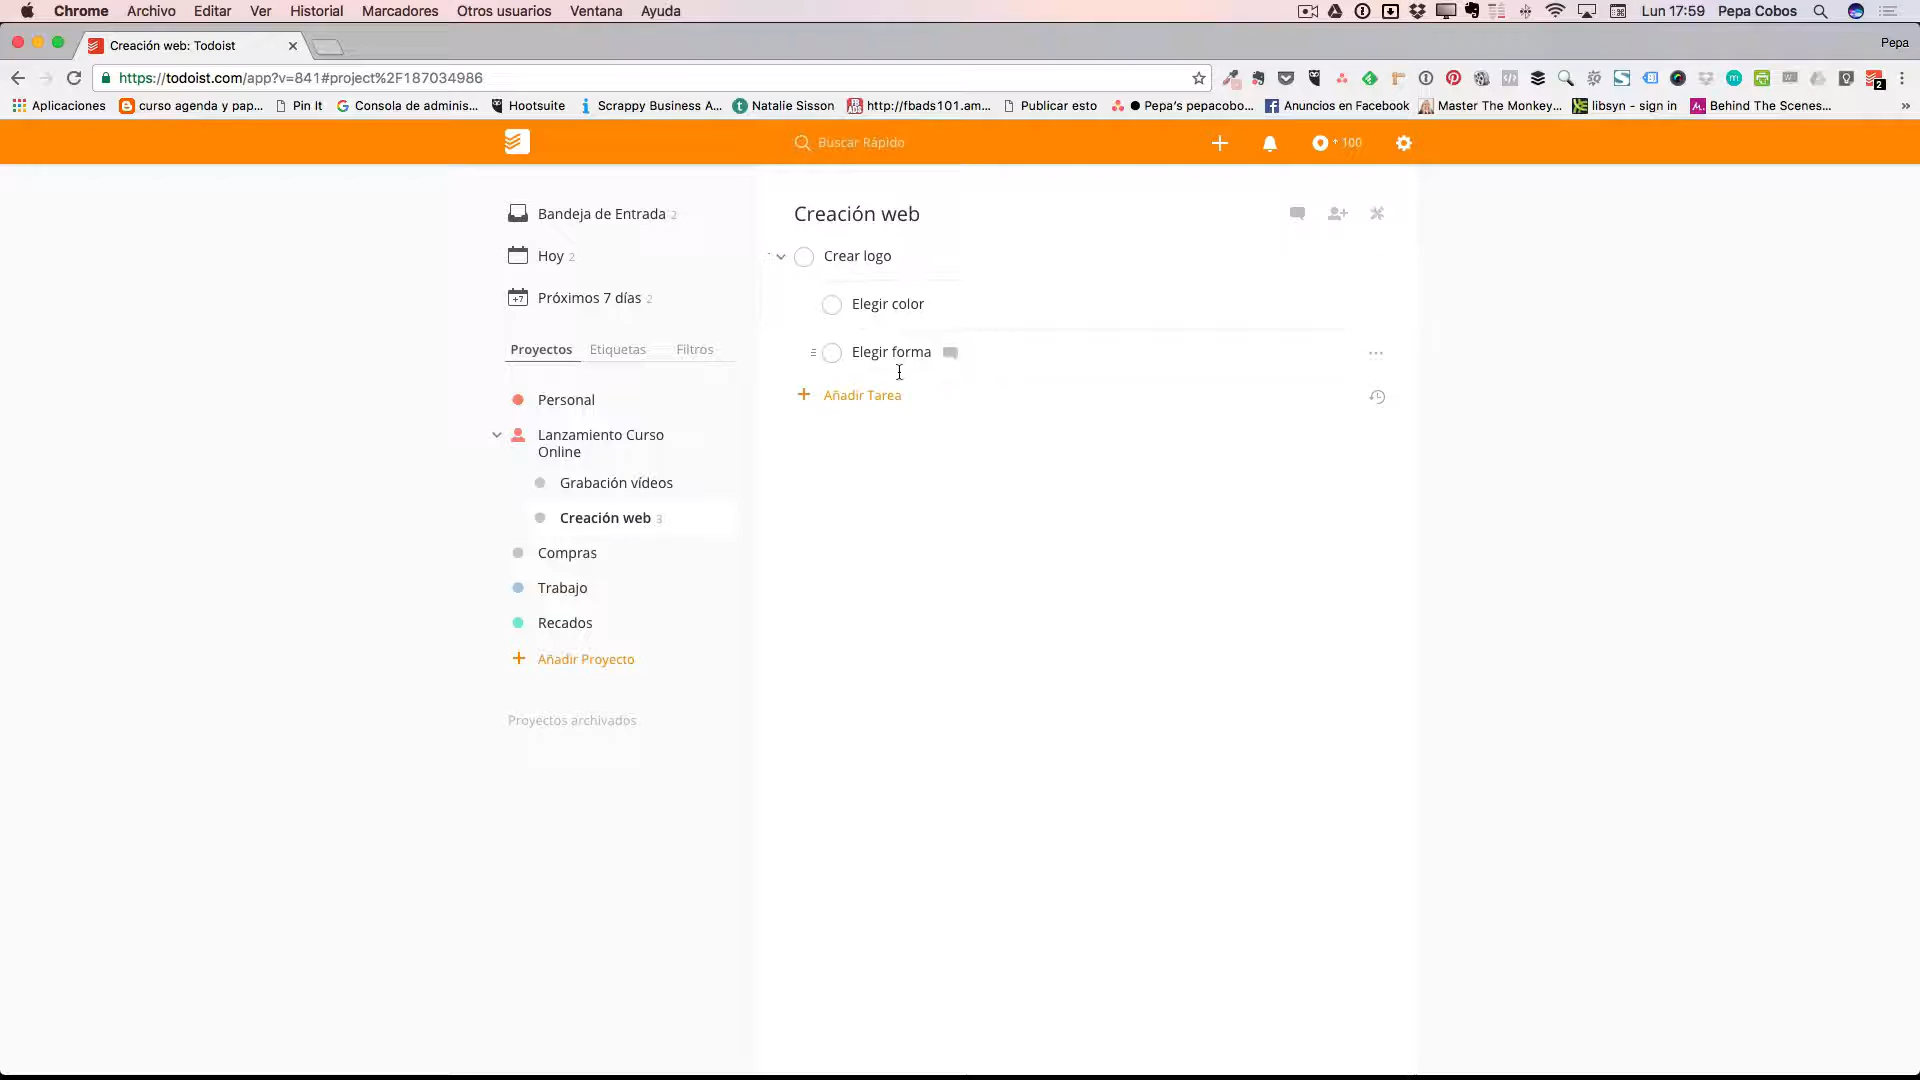 Chrome Archivo Editar Ver Historial Marcadores Otros usuarios Ventana Ayuda Lun 17:59 Pepa Cobos
Creación web: Todoist Pepa
https://todoist.com/app?v=841#project%2F187034986 2
Aplicaciones curso agenda y pap... Pin It Consola de adminis... Hootsuite Scrappy Business A... Natalie Sisson http://fbads101.am... Publicar esto Pepa's pepacobo... Anuncios en Facebook Master The Monkey... libsyn - sign in Behind The Scenes... »
Buscar Rápido + 100
Bandeja de Entrada 2
Hoy 2
+7 Próximos 7 días 2
Proyectos Etiquetas Filtros
Personal
Lanzamiento Curso
Online
Grabación vídeos
Creación web 3
Compras
Trabajo
Recados
+ Añadir Proyecto
Proyectos archivados
Creación web
Crear logo
Elegir color
Elegir forma
+ Añadir Tarea